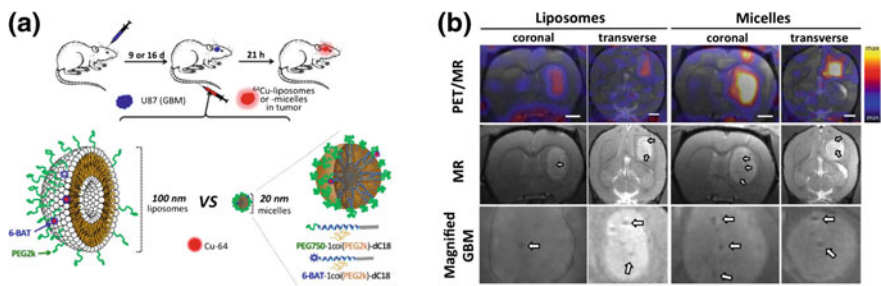 (a)
9 or 16 d
21 h
U87 (GBM)
64Cu-liposomes
or -micelles
in tumor
100 nm
liposomes
VS
20 nm
micelles
6-BAT
PEG2k
Cu-64
PEG750-1coi(PEG2k)-dC18
6-BAT-1coi(PEG2k)-dC18
(b)
Liposomes
Micelles
coronal
transverse
coronal
transverse
PET/MR
max
min
MR
Magnified
GBM